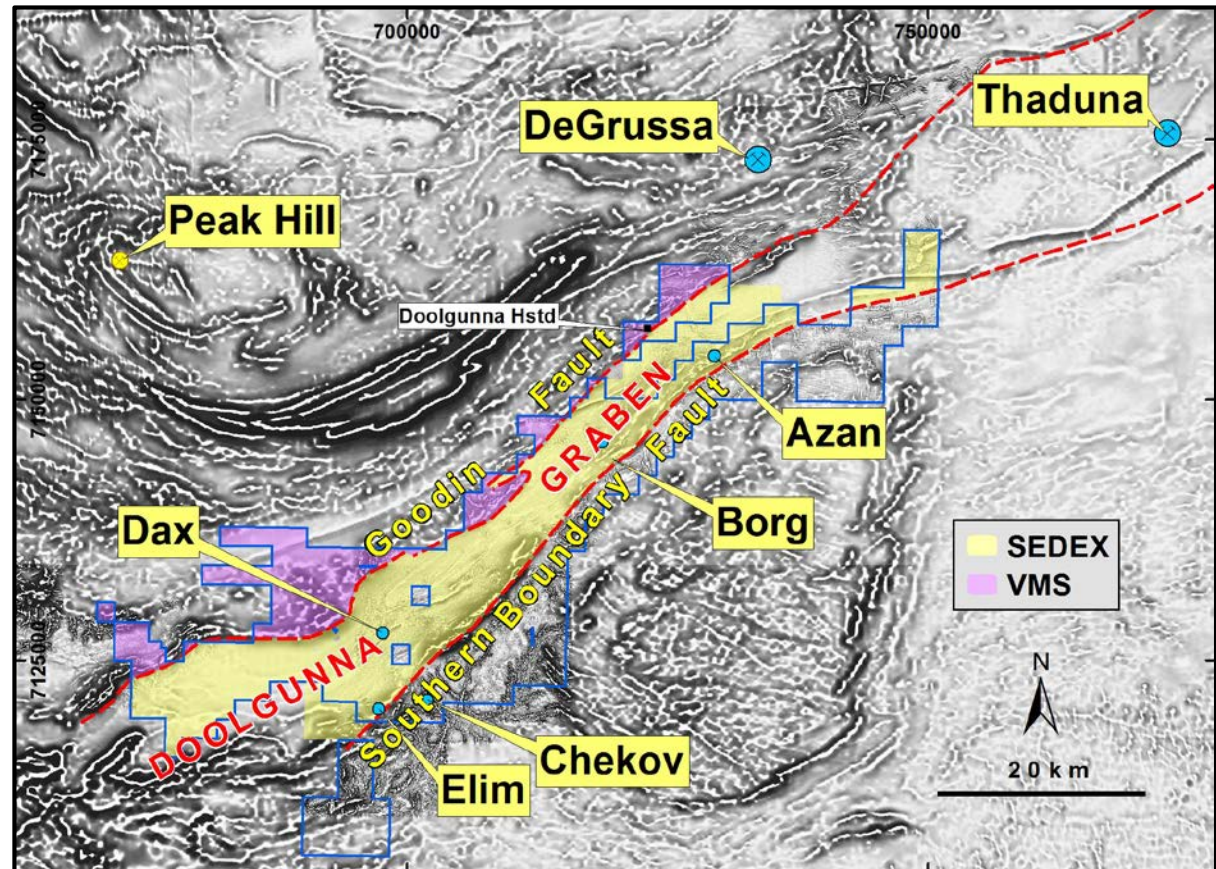 700000
750000
7175000
7150000
7125000
DeGrussa
Thaduna
Peak Hill
Doolgunna Hstd
Goodin Fault
DOOLGUNNA GRABEN
Southern Boundary Fault
Azan
Borg
Dax
Chekov
Elim
SEDEX
VMS
N
20 km